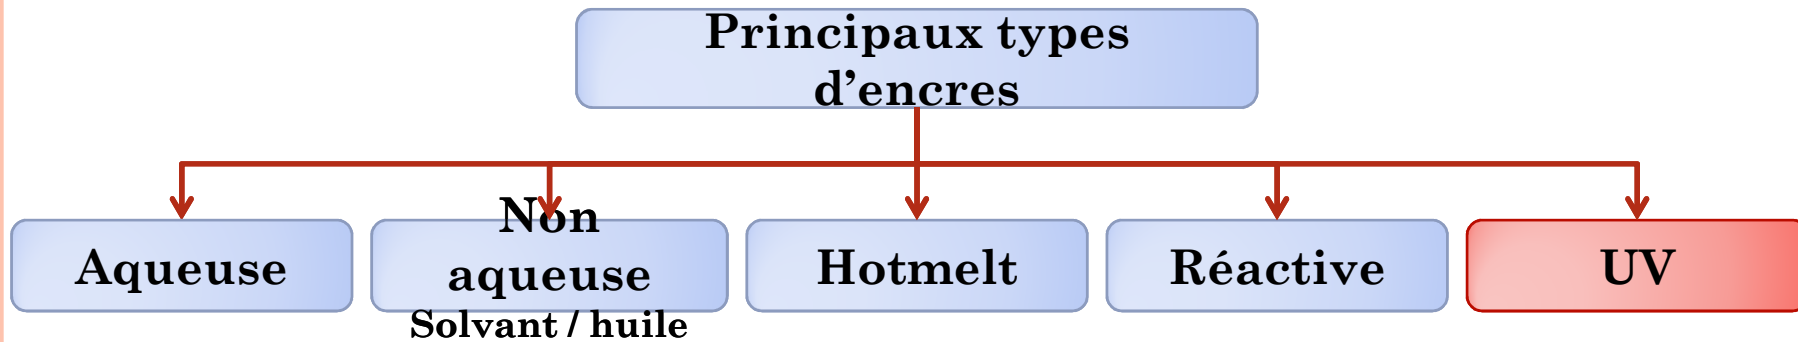 Principaux types
d’encres
Aqueuse
Non
aqueuse
Solvant / huile
Hotmelt
Réactive
UV